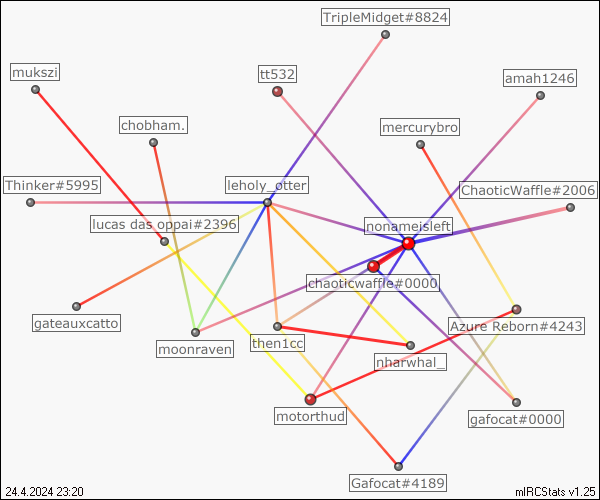 TripleMidget#8824
mukszi
tt532
amah1246
chobham.
mercurybro
Thinker#5995
leholy_otter
ChaoticWaffle#2006
lucas das oppai#2396
nonameisleft
chaoticwaffle#0000
gateauxcatto
Azure Reborn#4243
moonraven
then1cc
nharwhal_
motorthud
gafocat#0000
Gafocat#4189
24.4.2024 23:20
mIRCStats v1.25